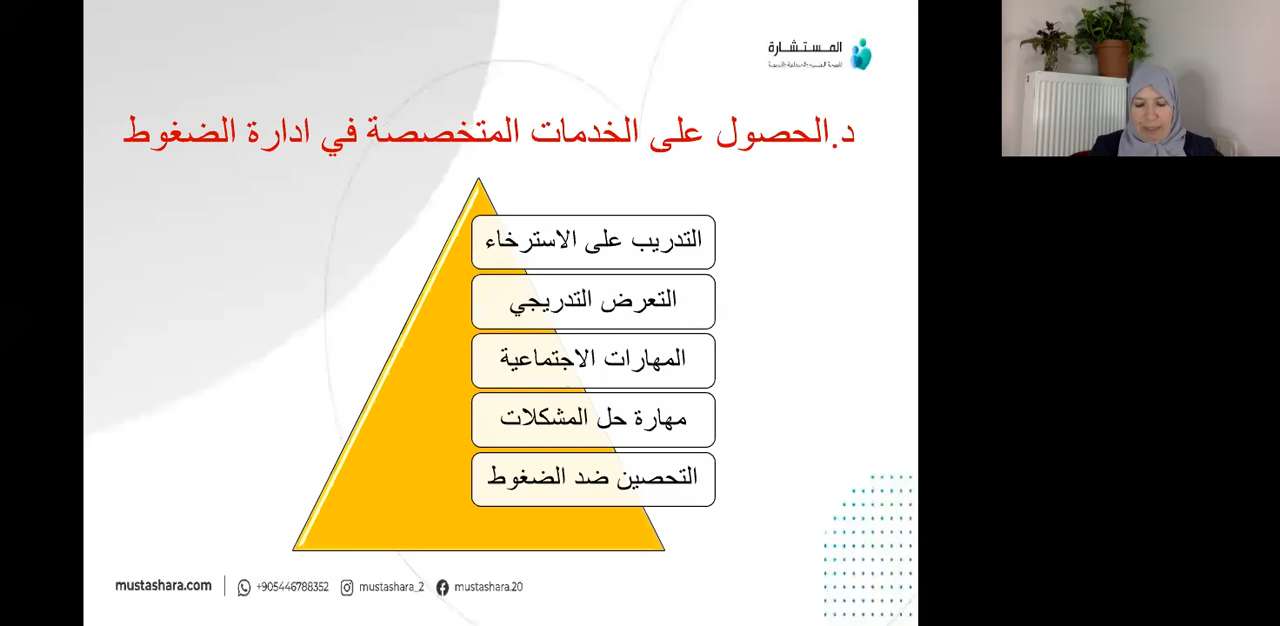 المـسـتـشـارة
د.الحصول على الخدمات المتخصصة في ادارة الضغوط
التدريب على الاسترخاء
التعرض التدريجي
المهارات الاجتماعية
مهارة حل المشكلات
التحصين ضد الضغوط
mustashara.com
+905446788352
mustashara_2
mustashara.20